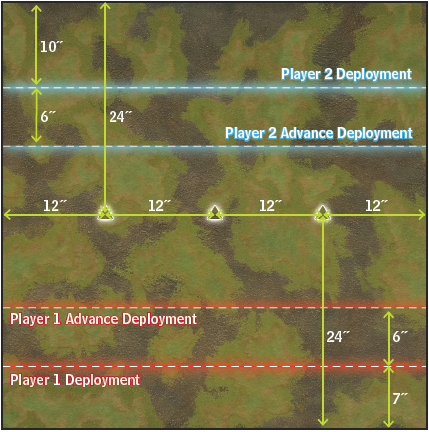 10″
Player 2 Deployment
6″
24″
Player 2 Advance Deployment
12″ 12″ 12″ 12″
Player 1 Advance Deployment
24″
6″
Player 1 Deployment
7″